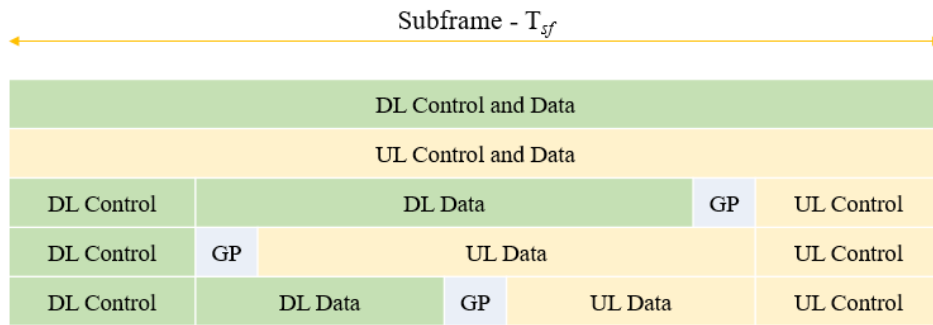 Subframe - Tsf
DL Control and Data
UL Control and Data
DL Control DL Data GP UL Control
DL Control GP UL Data UL Control
DL Control DL Data GP UL Data UL Control